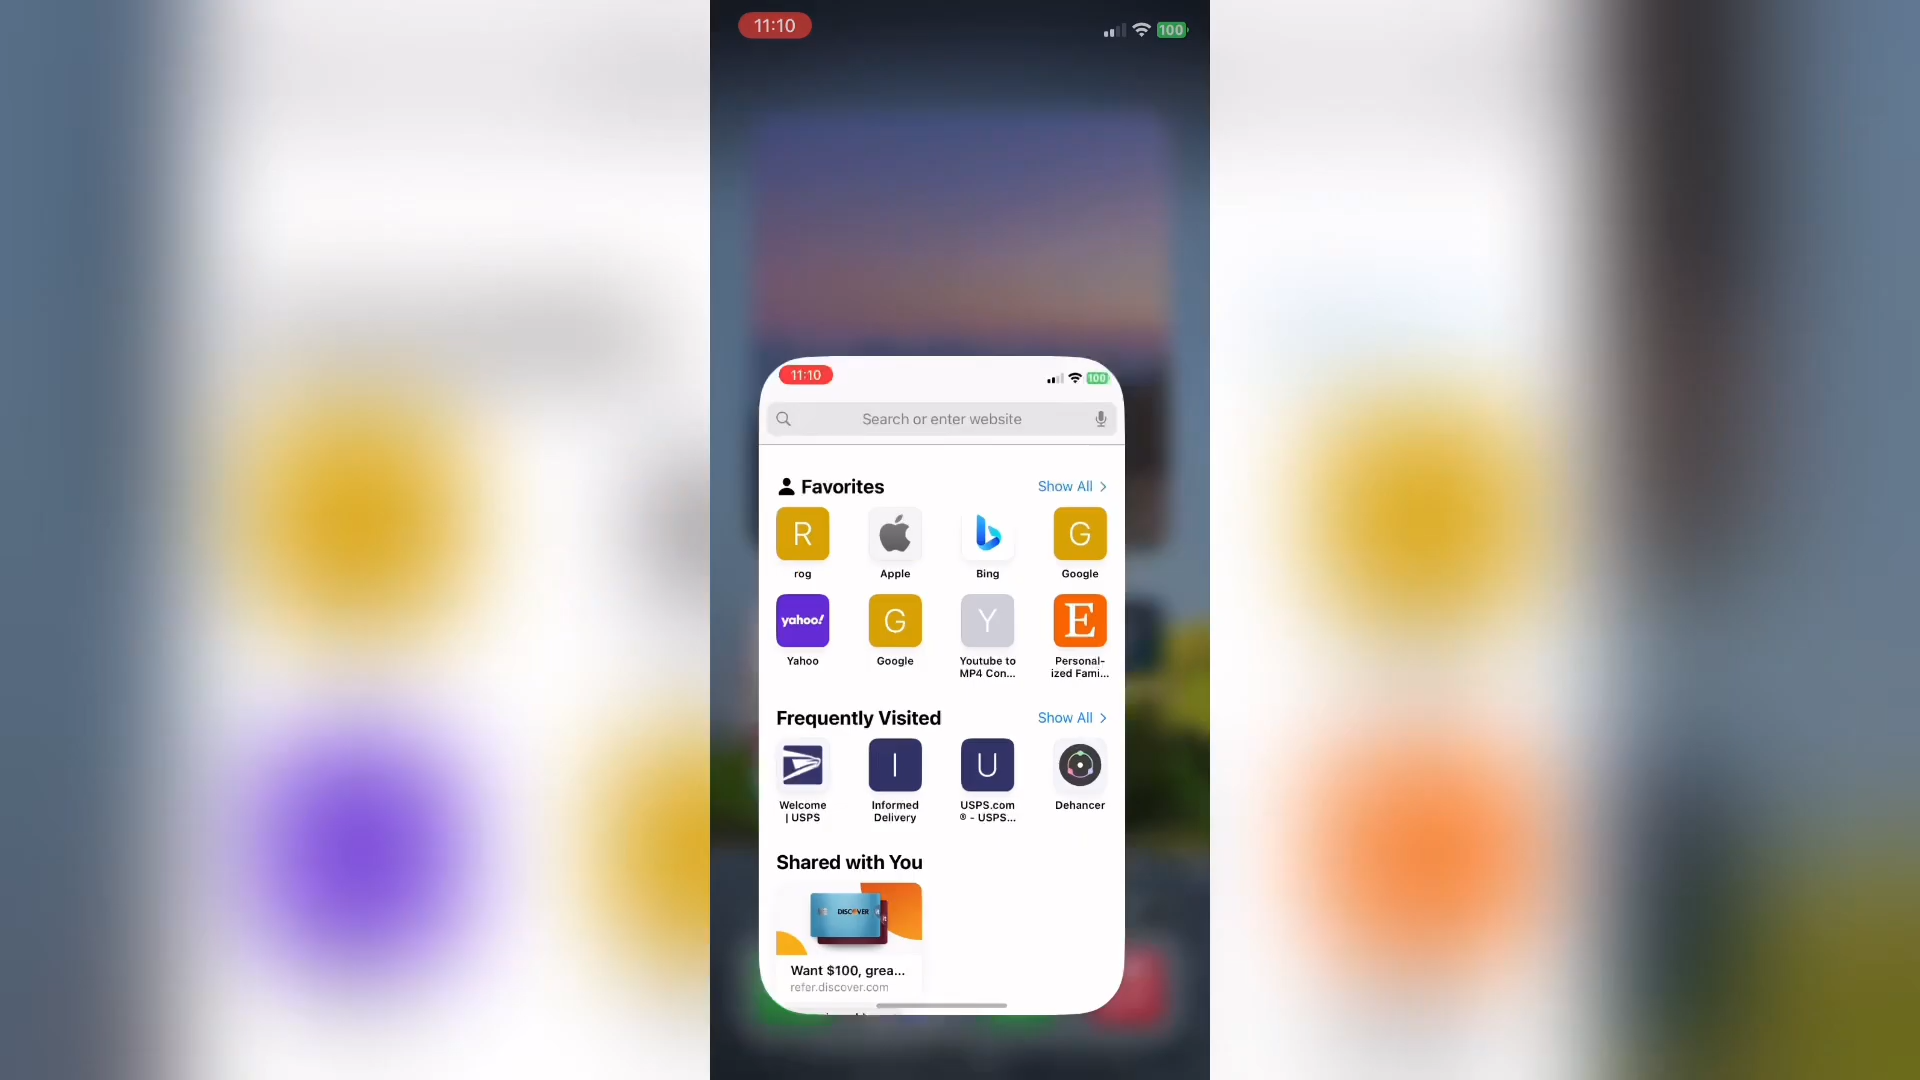 11:10
100
11:10
100
Search or enter website
Favorites
Show All
R
G
rog
Apple
Bing
Google
yahoo!
G
Y
E
Yahoo
Google
Youtube to
MP4 Con...
Personal-
ized Fami...
Frequently Visited
Show All
I
U
Welcome
| USPS
Informed
Delivery
USPS.com
® - USPS...
Dehancer
Shared with You
DISCOVER
Want $100, grea...
refer.discover.com